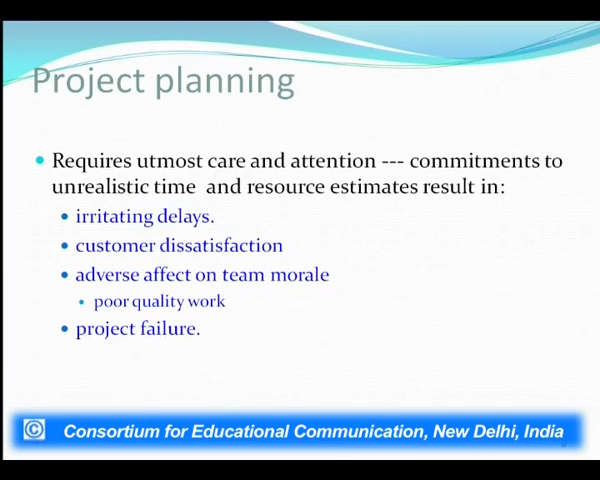 Project planning
Requires utmost care and attention --- commitments to
unrealistic time and resource estimates result in:
irritating delays.
customer dissatisfaction
adverse affect on team morale
poor quality work
project failure.
© Consortium for Educational Communication, New Delhi, India